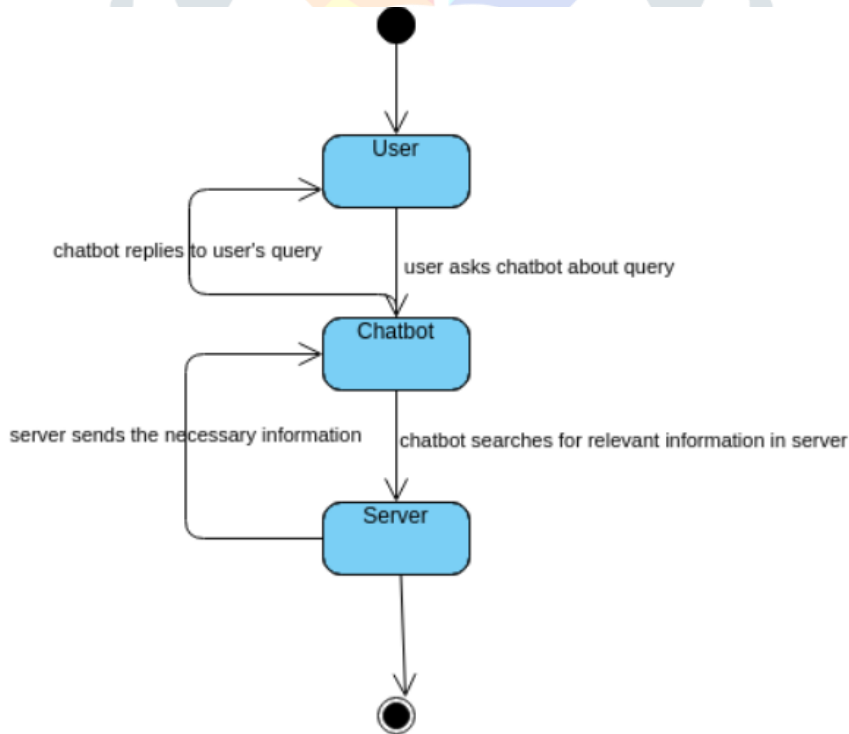 User
chatbot replies to user's query
user asks chatbot about query
Chatbot
server sends the necessary information
chatbot searches for relevant information in server
Server